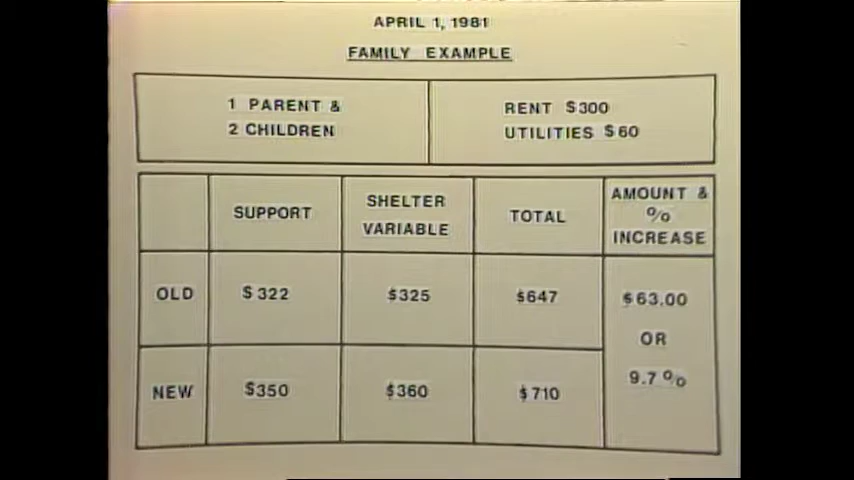 APRIL 1, 1981
FAMILY EXAMPLE
1 PARENT &
2 CHILDREN
RENT $300
UTILITIES $60
SUPPORT
SHELTER
VARIABLE
TOTAL
AMOUNT &
%
INCREASE
OLD
$322
$325
$647
$63.00
OR
9.7%
NEW
$350
$360
$710